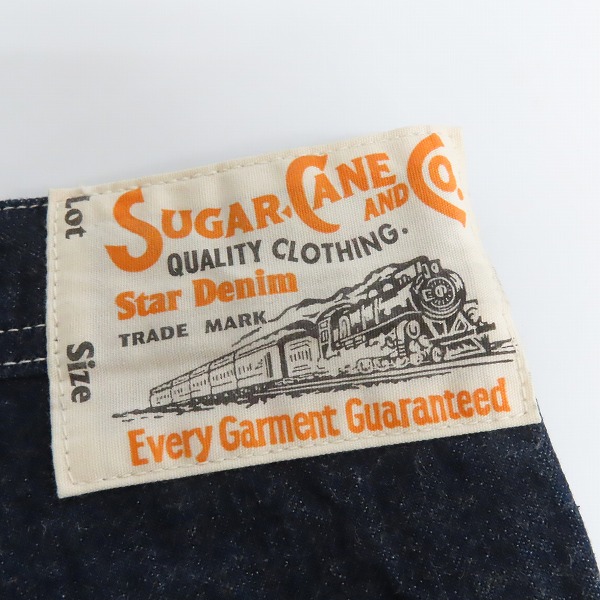 SUGAR CANE
AND CO.
QUALITY CLOTHING.
Star Denim
TRADE MARK
Every Garment Guaranteed
Lot
Size